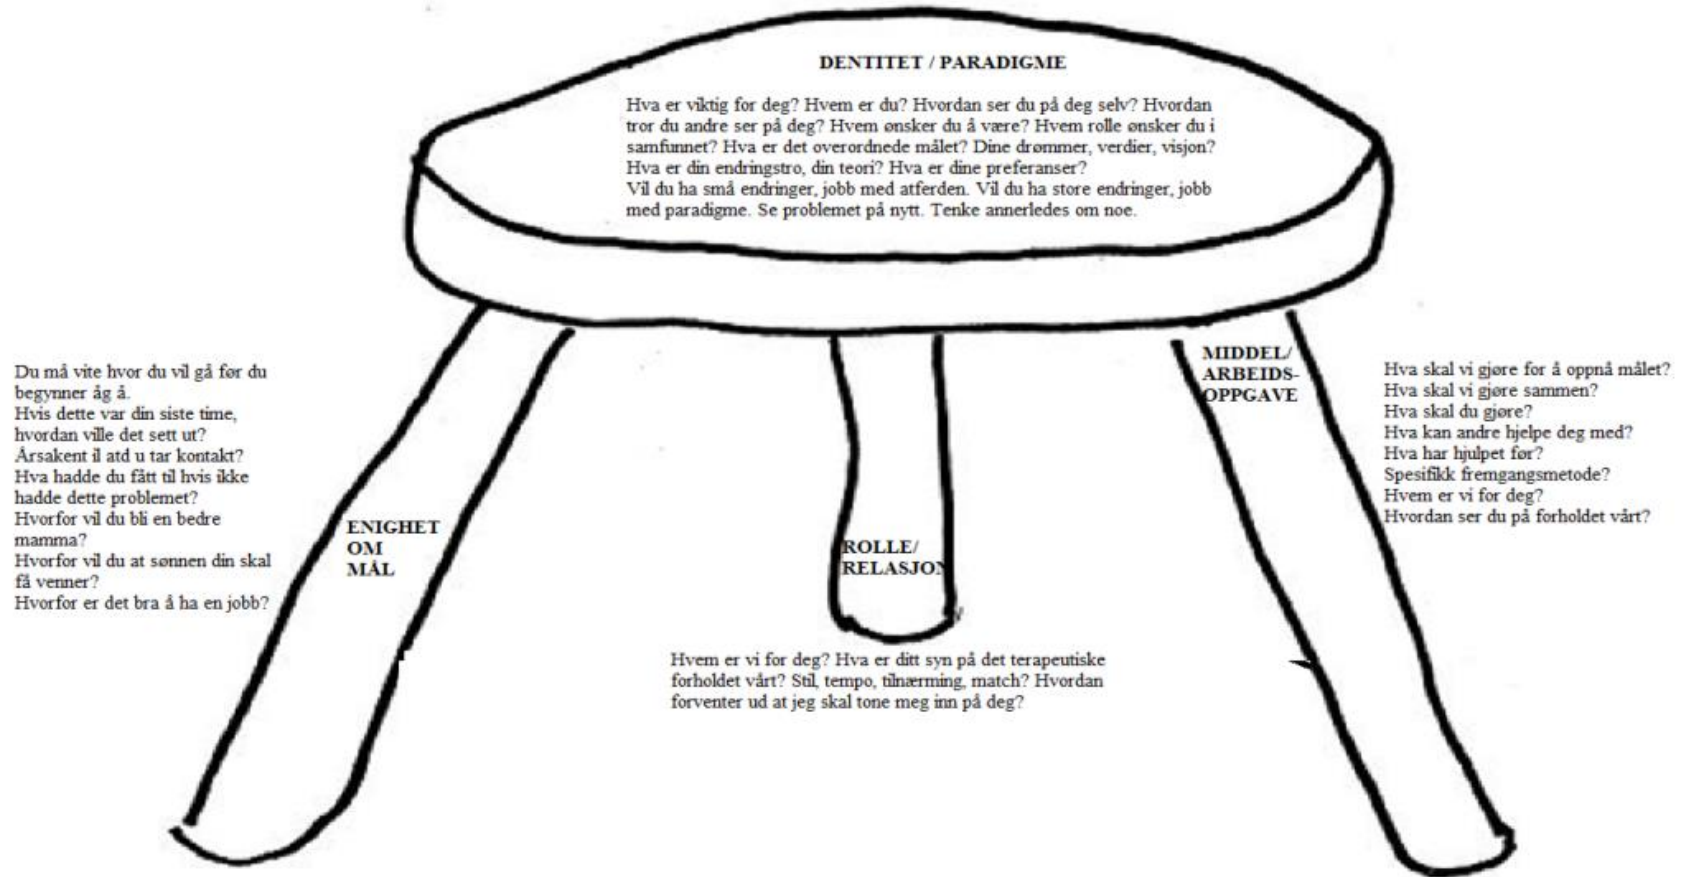 DENTITET / PARADIGME
Hva er viktig for deg? Hvem er du? Hvordan ser du på deg selv? Hvordan
tror du andre ser på deg? Hvem ønsker du å være? Hvem rolle ønsker du i
samfunnet? Hva er det overordnede målet? Dine drømmer, verdier, visjon?
Hva er din endringstro, din teori? Hva er dine preferanser?
Vil du ha små endringer, jobb med atferden. Vil du ha store endringer, jobb
med paradigme. Se problemet på nytt. Tenke annerledes om noe.
Du må vite hvor du vil gå før du
begynner åg å.
Hvis dette var din siste time,
hvordan ville det sett ut?
Årsakent il atd u tar kontakt?
Hva hadde du fått til hvis ikke
hadde dette problemet?
Hvorfor vil du bli en bedre
mamma?
Hvorfor vil du at sønnen din skal
få venner?
Hvorfor er det bra å ha en jobb?
ENIGHET
OM
MÅL
ROLLE/
RELASJON
Hvem er vi for deg? Hva er ditt syn på det terapeutiske
forholdet vårt? Stil, tempo, tilnærming, match? Hvordan
forventer ud at jeg skal tone meg inn på deg?
MIDDEL/
ARBEIDS-
OPPGAVE
Hva skal vi gjøre for å oppnå målet?
Hva skal vi gjøre sammen?
Hva skal du gjøre?
Hva kan andre hjelpe deg med?
Hva har hjulpet før?
Spesifikk fremgangsmetode?
Hvem er vi for deg?
Hvordan ser du på forholdet vårt?